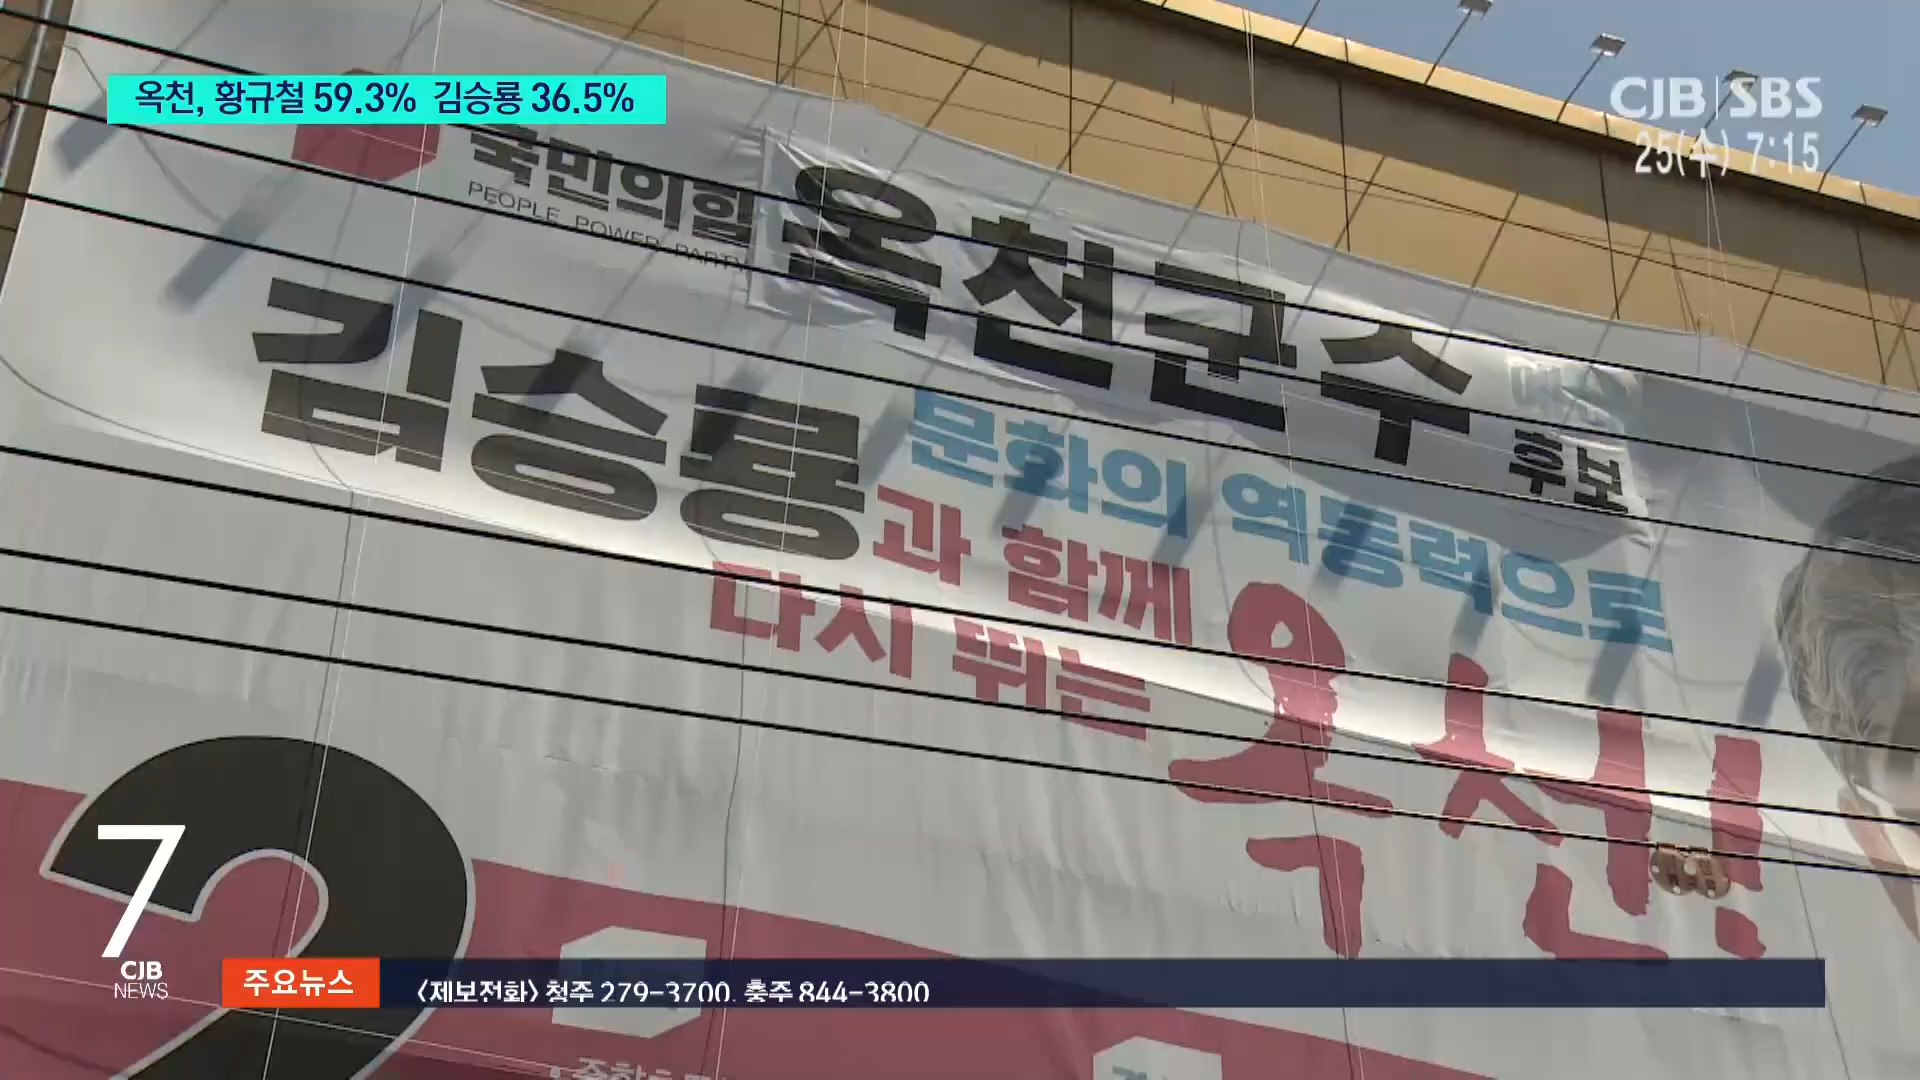 옥천, 황규철 59.3% 김승룡 36.5%
CJB SBS
25(수) 7:15
국민의힘
PEOPLE POWER PARTY
옥천군수
후보
김승룡
문화의 역동력으로
과 함께
다시 뛰는
옥천!
2
7
CJB
NEWS
주요뉴스
<제보전화> 청주 279-3700, 충주 844-3800